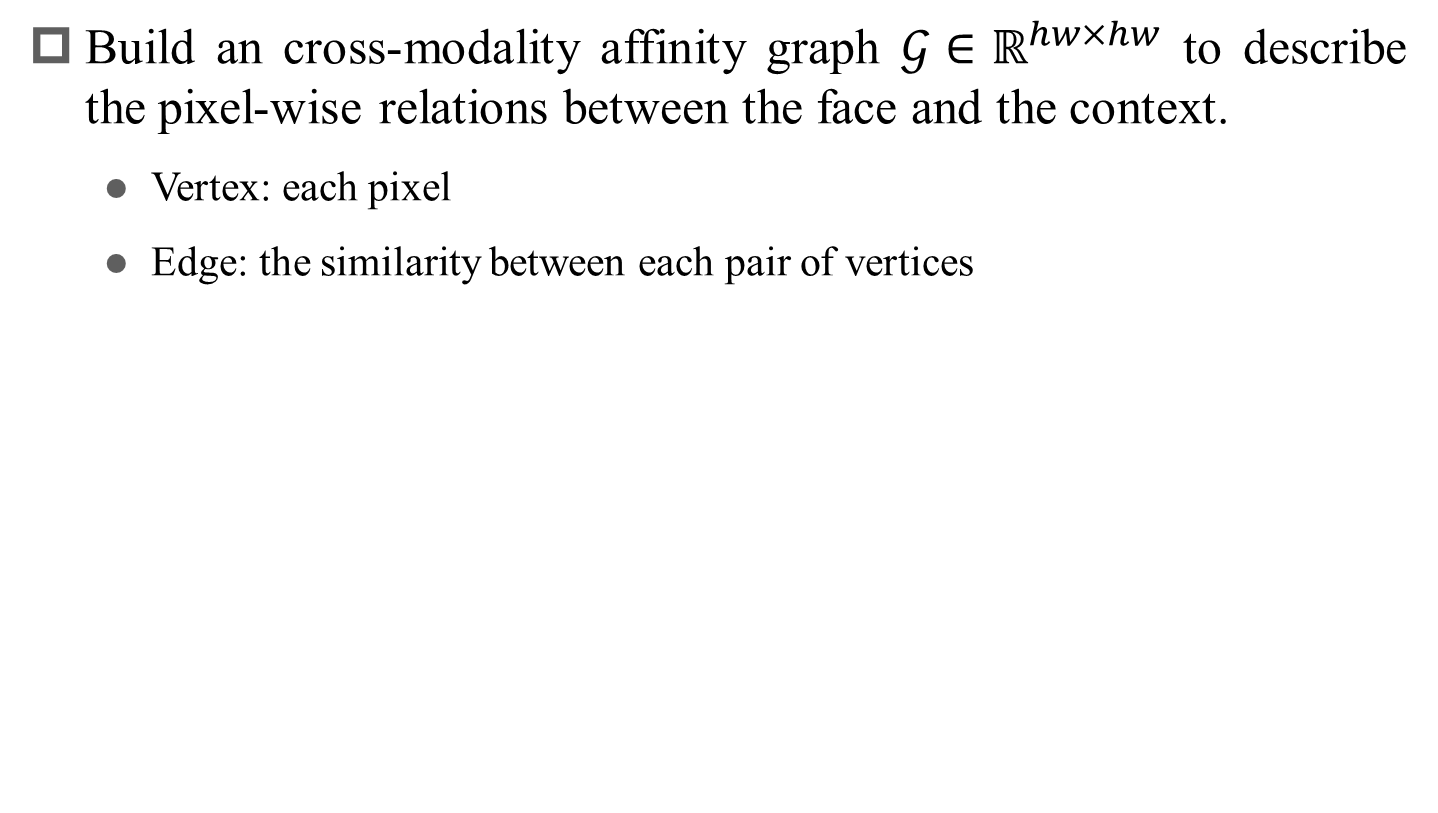 Build an cross-modality affinity graph 𝒢 ∈ ℝ^{hw×hw} to describe
the pixel-wise relations between the face and the context.
Vertex: each pixel
Edge: the similarity between each pair of vertices